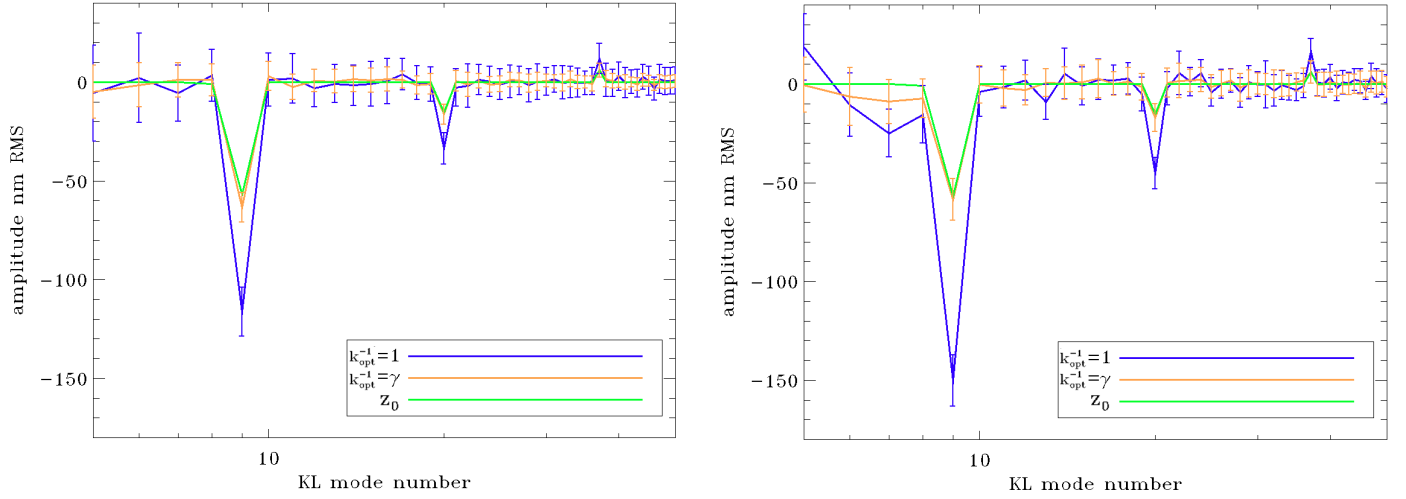 amplitude nm RMS
0
−50
−100
−150
k_opt^−1=1
k_opt^−1=γ
z_0
10
KL mode number
amplitude nm RMS
0
−50
−100
−150
k_opt^−1=1
k_opt^−1=γ
z_0
10
KL mode number